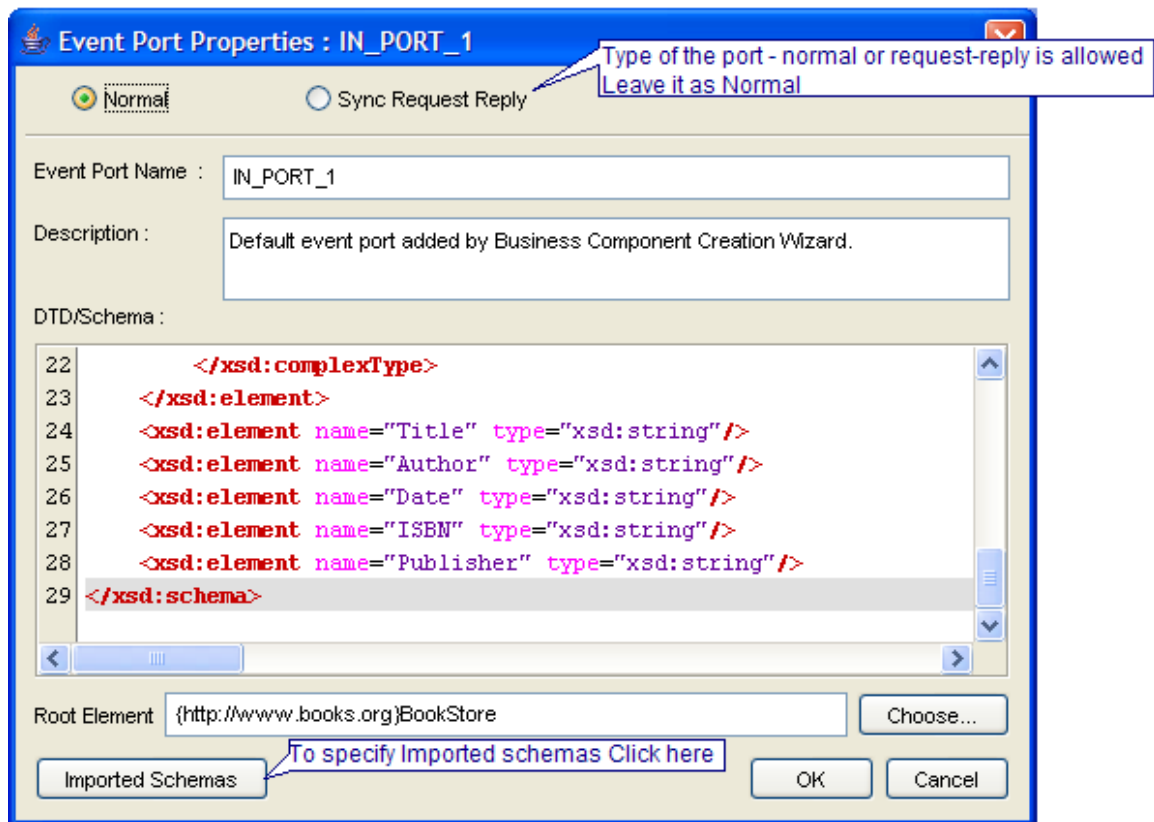 Event Port Properties : IN_PORT_1
Type of the port - normal or request-reply is allowed
Leave it as Normal
Normal
Sync Request Reply
Event Port Name :
IN_PORT_1
Description :
Default event port added by Business Component Creation Wizard.
DTD/Schema :
22 </xsd:complexType>
23 </xsd:element>
24 <xsd:element name="Title" type="xsd:string"/>
25 <xsd:element name="Author" type="xsd:string"/>
26 <xsd:element name="Date" type="xsd:string"/>
27 <xsd:element name="ISBN" type="xsd:string"/>
28 <xsd:element name="Publisher" type="xsd:string"/>
29 </xsd:schema>
Root Element {http://www.books.org}BookStore Choose...
To specify Imported schemas Click here
Imported Schemas OK Cancel